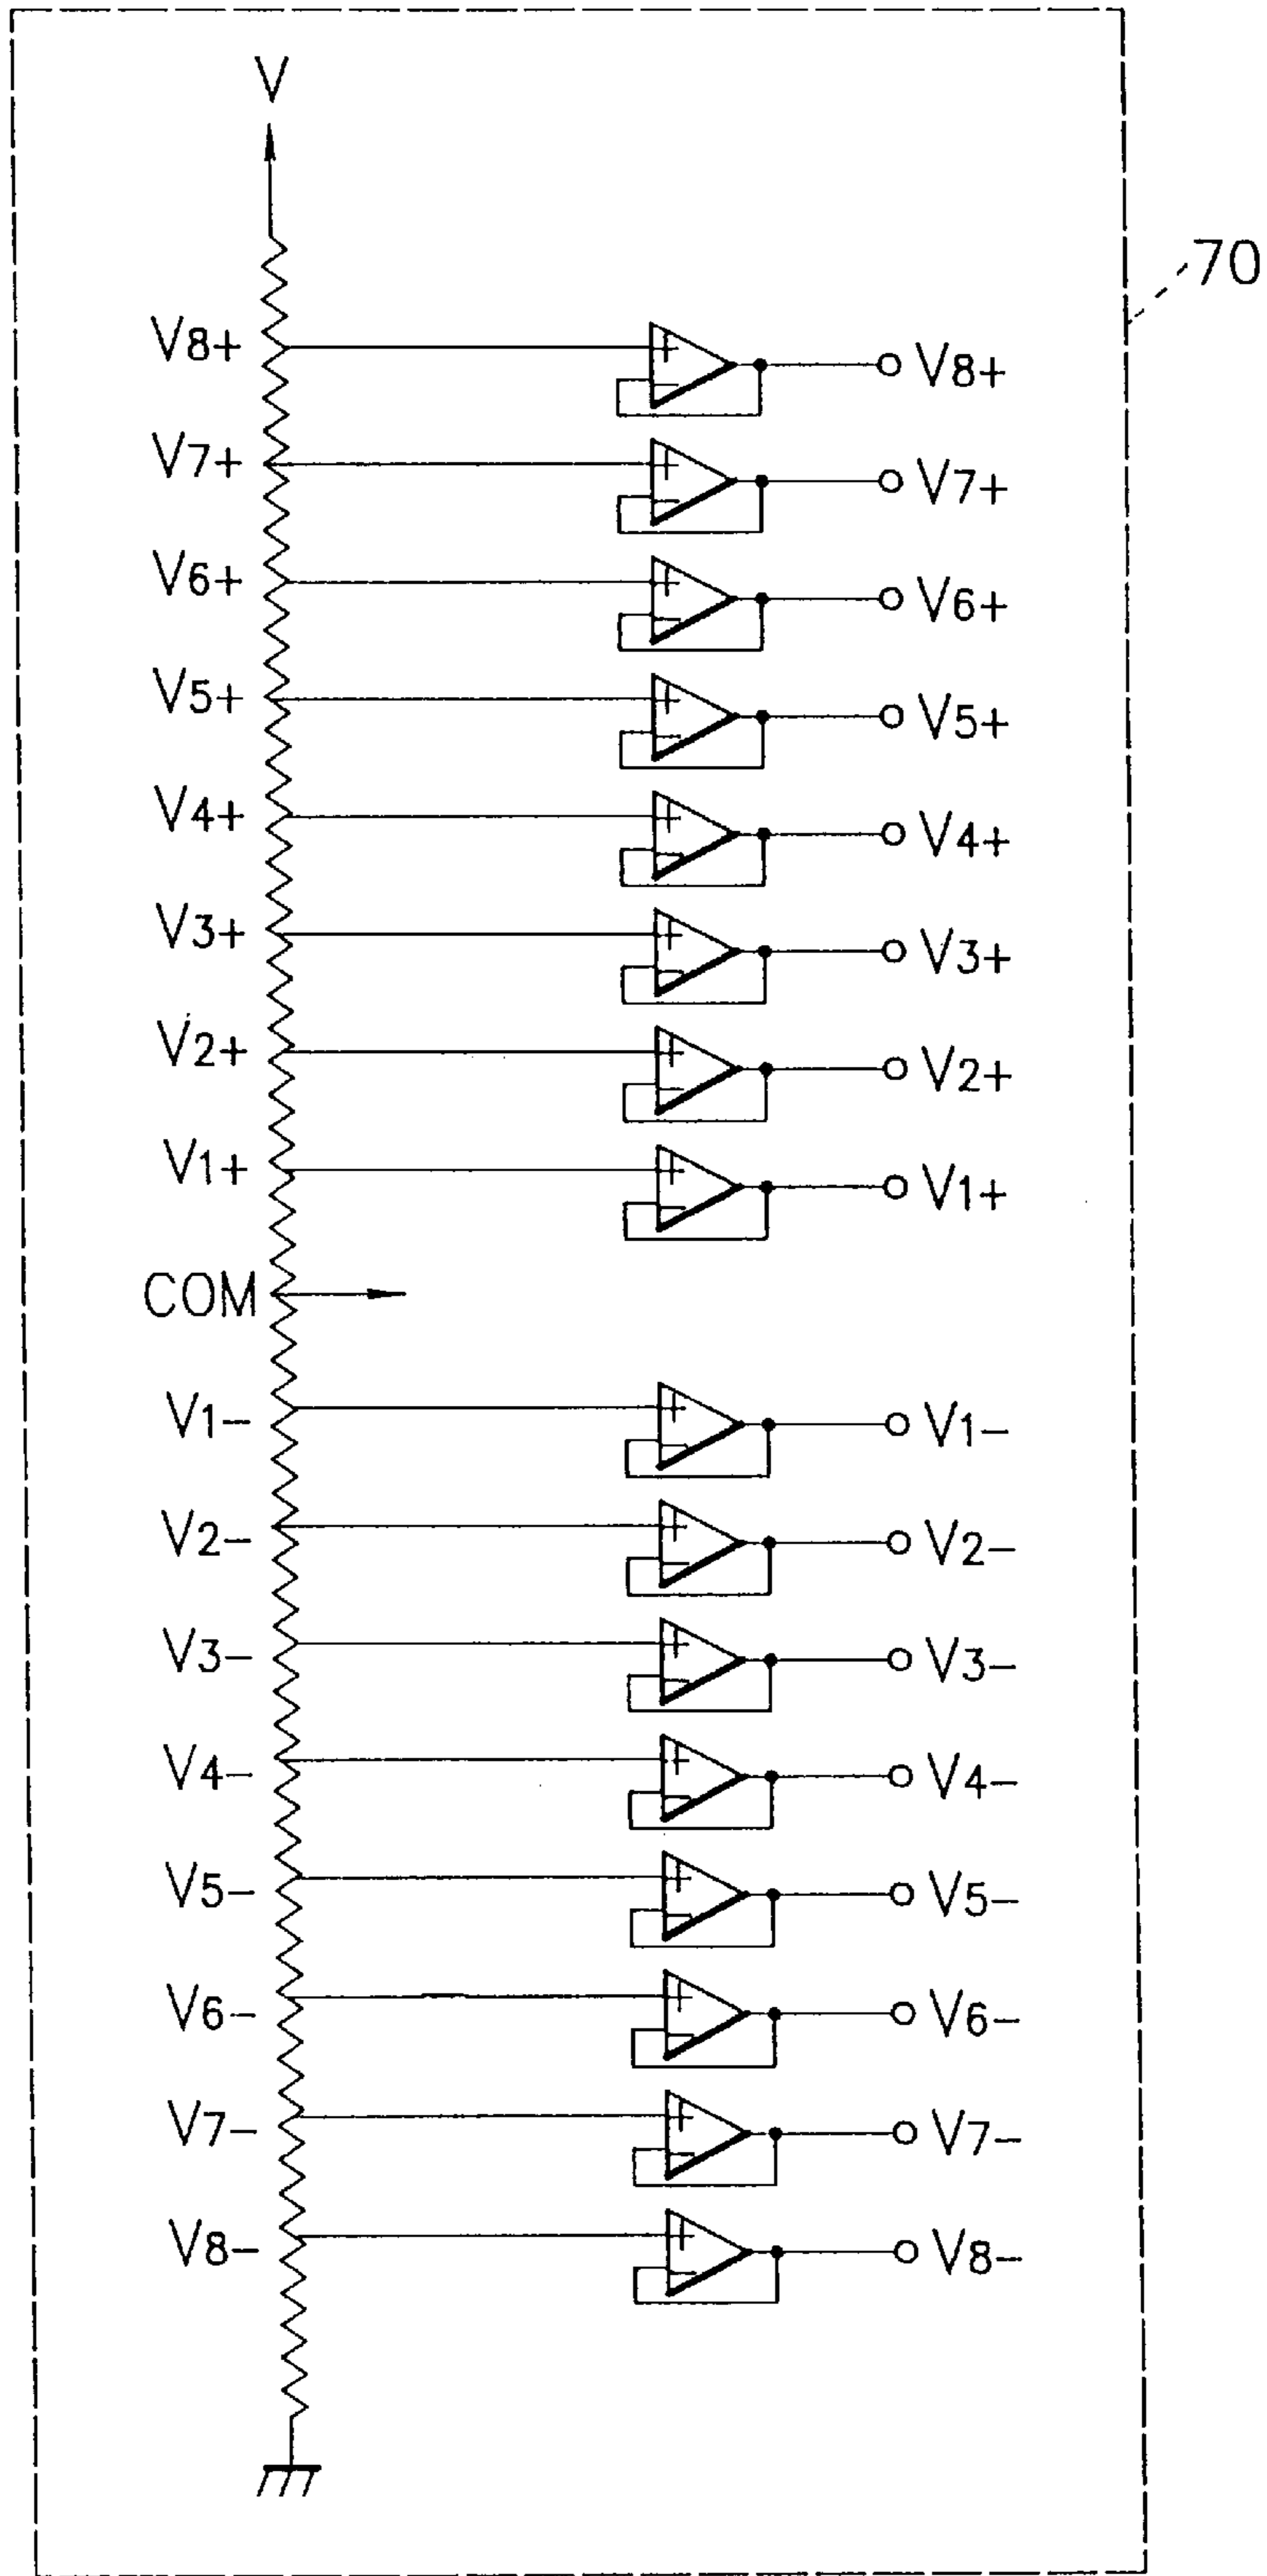 V
70
V8+ V8+
V7+ V7+
V6+ V6+
V5+ V5+
V4+ V4+
V3+ V3+
V2+ V2+
V1+ V1+
COM
V1- V1-
V2- V2-
V3- V3-
V4- V4-
V5- V5-
V6- V6-
V7- V7-
V8- V8-